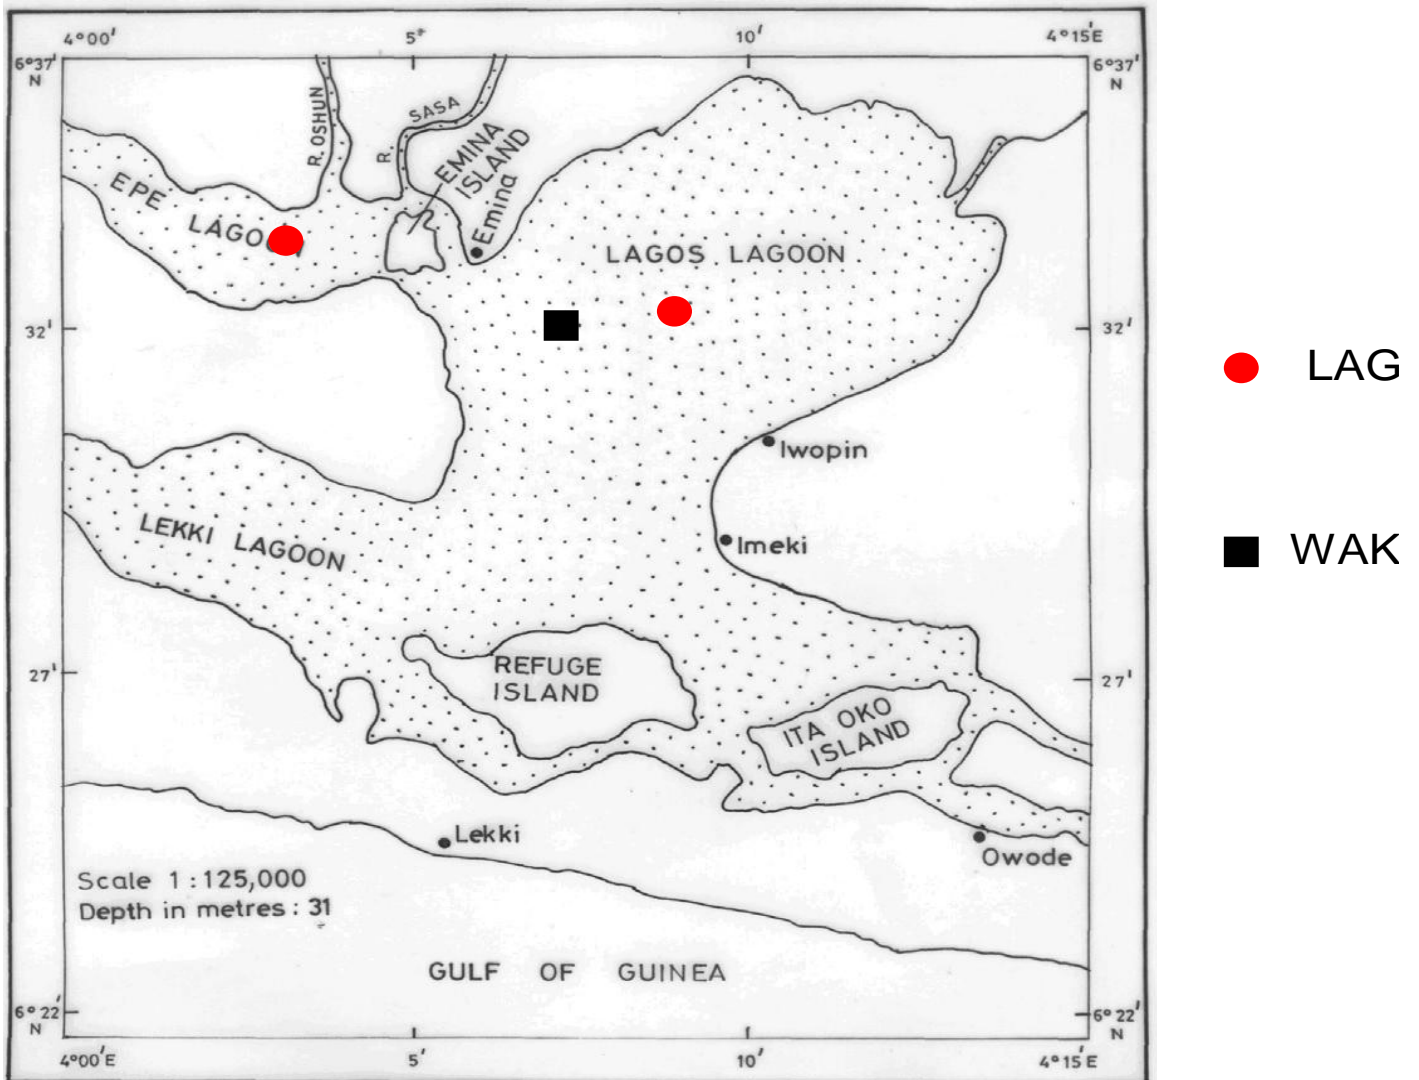 4°00'
5'
10'
4°15E
6°37'
N
6°37'
N
R. OSHUN
R. SASA
EMINA
ISLAND
Emina
EPE LAGO
LAGOS LAGOON
32'
32'
LAG
Iwopin
LEKKI LAGOON
Imeki
WAK
27'
27'
REFUGE
ISLAND
ITA OKO
ISLAND
Lekki
Owode
Scale 1:125,000
Depth in metres: 31
GULF OF GUINEA
6°22'
N
6°22'
N
4°00'E
5'
10'
4°15'E